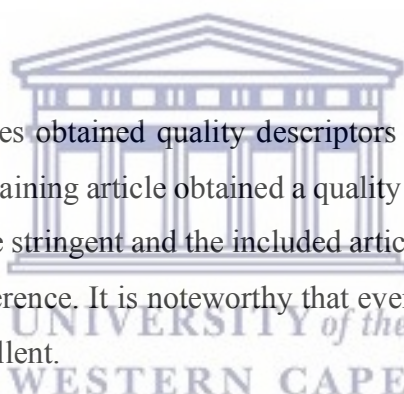 es obtained quality descriptors
aining article obtained a quality
e stringent and the included artic
erence. It is noteworthy that eve
UNIVERSITY of the
llent.
WESTERN CAPE